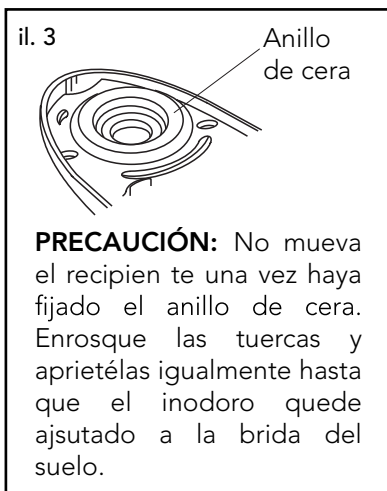 il. 3
Anillo
de cera
PRECAUCIÓN: No mueva
el recipien te una vez haya
fijado el anillo de cera.
Enrosque las tuercas y
aprietélas igualmente hasta
que el inodoro quede
ajsutado a la brida del
suelo.